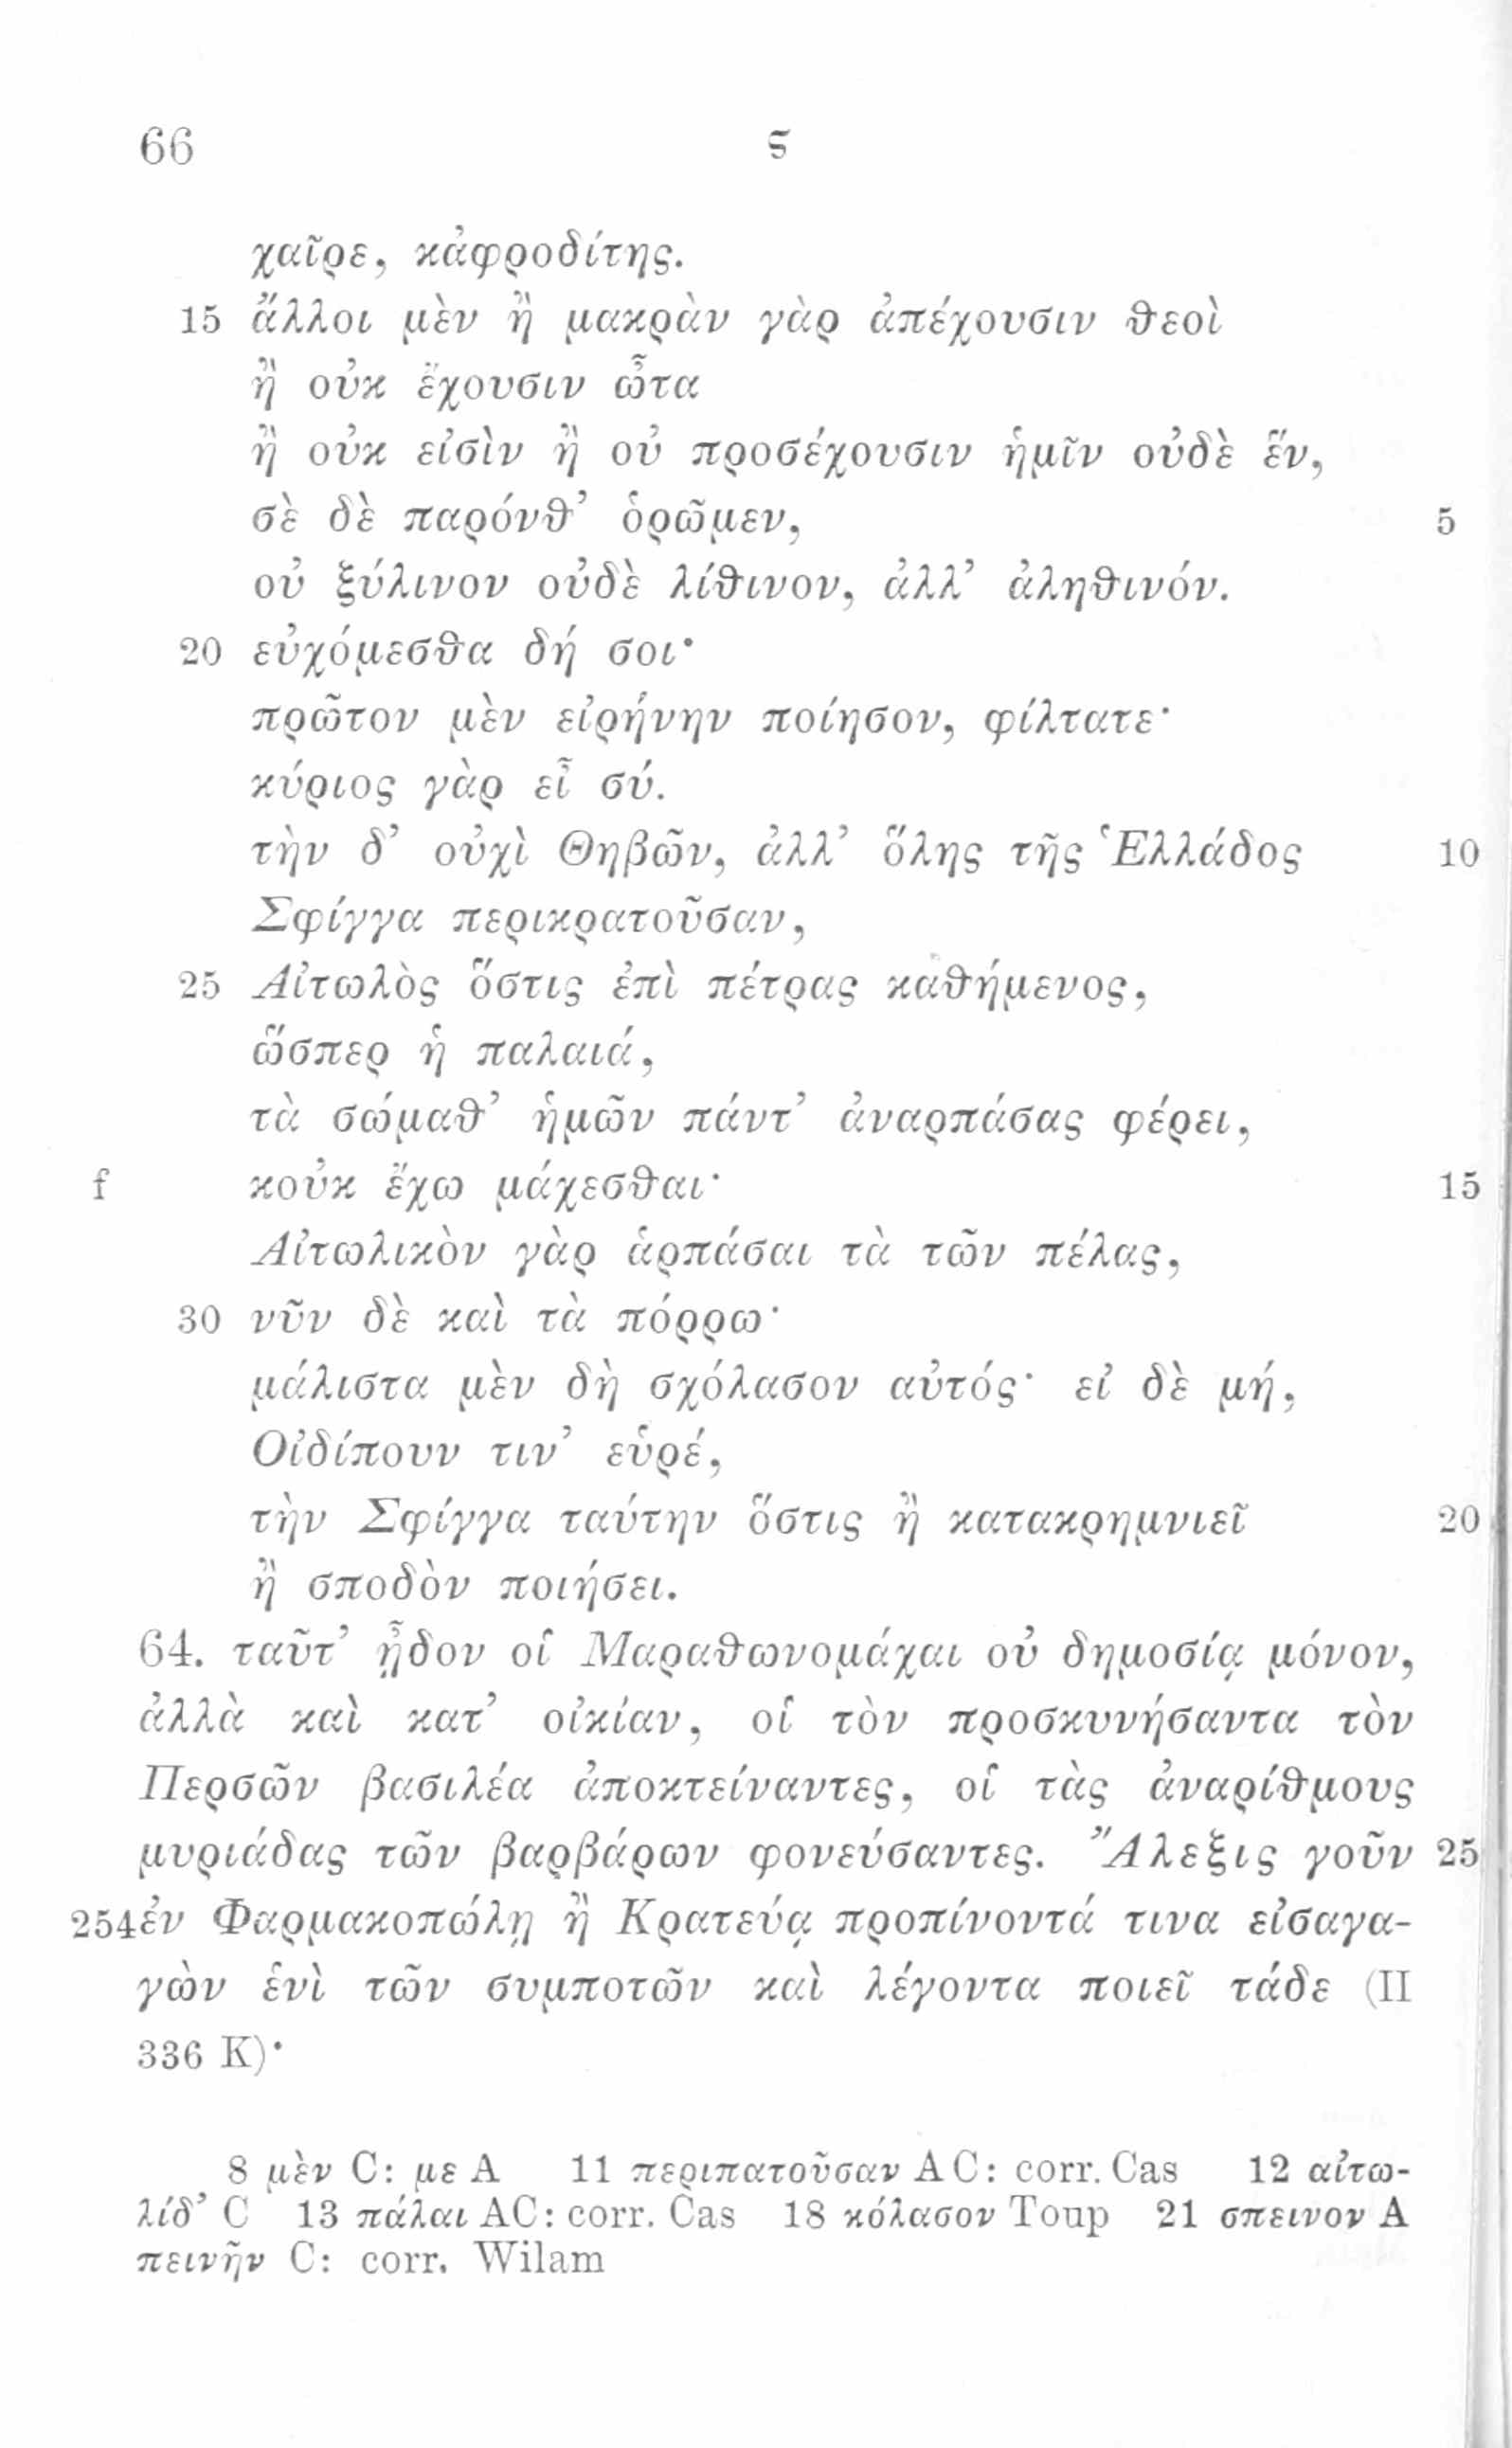 66 ϛ
χαῖρε, κἀφροδίτης.
15 ἄλλοι μὲν ἢ μακρὰν γὰρ ἀπέχουσιν θεοὶ
ἢ οὐκ ἔχουσιν ὦτα
ἢ οὐκ εἰσὶν ἢ οὐ προσέχουσιν ἡμῖν οὐδὲ ἕν,
σὲ δὲ παρόνθ’ ὁρῶμεν, 5
οὐ ξύλινον οὐδὲ λίθινον, ἀλλ’ ἀληθινόν.
20 εὐχόμεσθα δή σοι·
πρῶτον μὲν εἰρήνην ποίησον, φίλτατε·
κύριος γὰρ εἶ σύ.
τὴν δ’ οὐχὶ Θηβῶν, ἀλλ’ ὅλης τῆς Ἑλλάδος 10
Σφίγγα περικρατοῦσαν,
25 Αἰτωλὸς ὅστις ἐπὶ πέτρας καθήμενος,
ὥσπερ ἡ παλαιά,
τὰ σώμαθ’ ἡμῶν πάντ’ ἀναρπάσας φέρει,
f κοὐκ ἔχω μάχεσθαι· 15
Αἰτωλικὸν γὰρ ἁρπάσαι τὰ τῶν πέλας,
30 νῦν δὲ καὶ τὰ πόρρω·
μάλιστα μὲν δὴ σχόλασον αὐτός· εἰ δὲ μή,
Οἰδίπουν τιν’ εὑρέ,
τὴν Σφίγγα ταύτην ὅστις ἢ κατακρημνιεῖ 20
ἢ σποδὸν ποιήσει.
64. ταῦτ’ ᾖδον οἱ Μαραθωνομάχαι οὐ δημοσίᾳ μόνον,
ἀλλὰ καὶ κατ’ οἰκίαν, οἱ τὸν προσκυνήσαντα τὸν
Περσῶν βασιλέα ἀποκτείναντες, οἱ τὰς ἀναρίθμους
μυριάδας τῶν βαρβάρων φονεύσαντες. Ἄλεξις γοῦν 25
254 ἐν Φαρμακοπώλῃ ἢ Κρατεύᾳ προπίνοντά τινα εἰσαγα-
γὼν ἑνὶ τῶν συμποτῶν καὶ λέγοντα ποιεῖ τάδε (II
336 K)·
8 μὲν C: με A 11 περιπατοῦσαν AC: corr. Cas 12 αἰτω-
λίδ’ C 13 πάλαι AC: corr. Cas 18 κόλασον Toup 21 σπεινον A
πεινῆν C: corr. Wilam